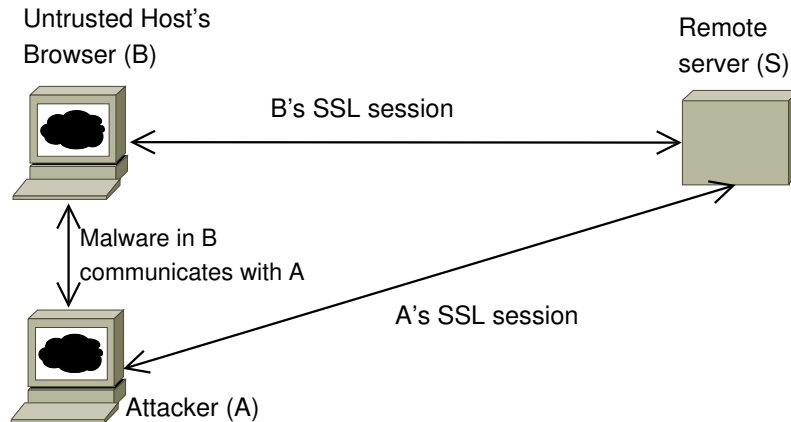 Untrusted Host's
Browser (B)
Remote
server (S)
B's SSL session
Malware in B
communicates with A
A's SSL session
Attacker (A)